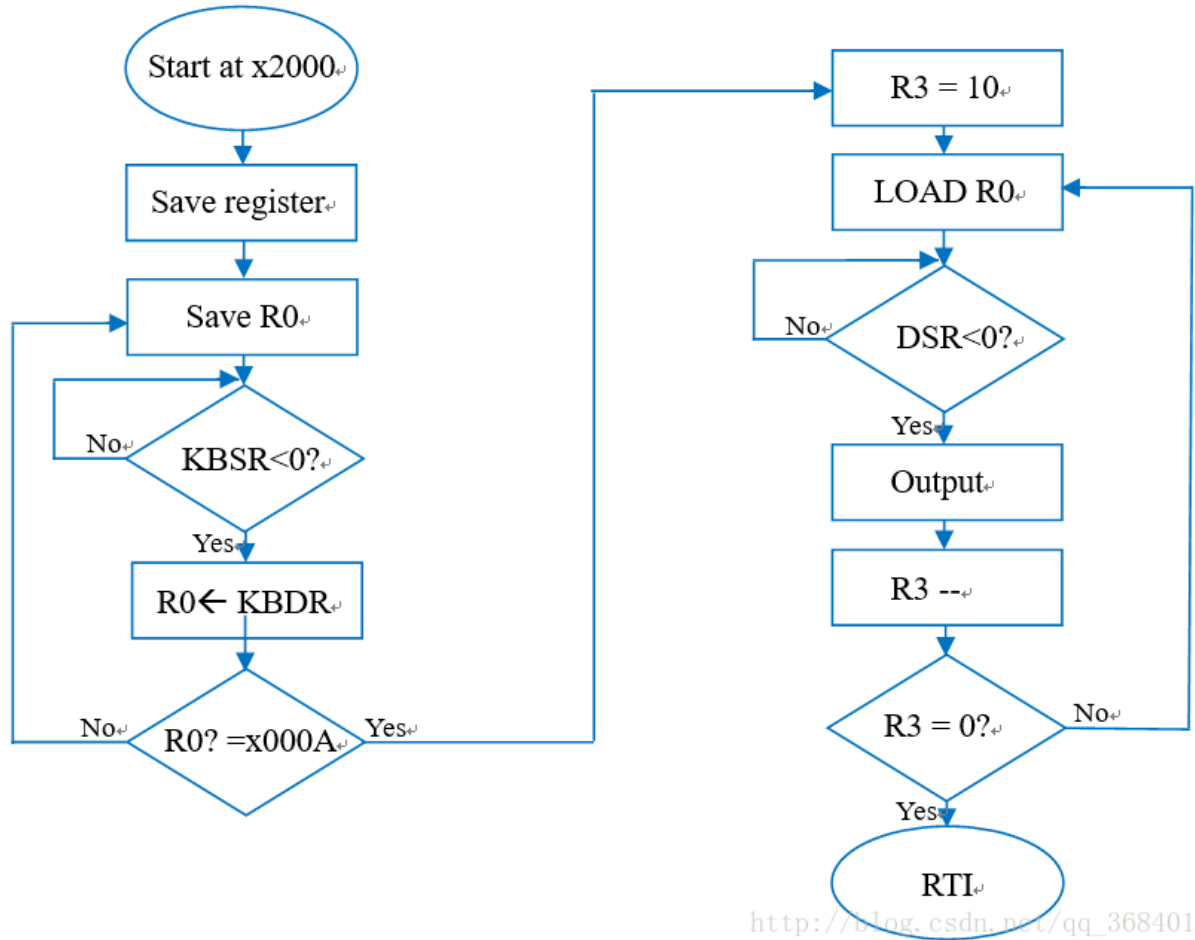 Start at x2000↵
Save register↵
Save R0↵
No↵
KBSR<0?↵
Yes↵
R0← KBDR↵
No↵
R0? =x000A↵
Yes↵
R3 = 10↵
LOAD R0↵
No↵
DSR<0?↵
Yes↵
Output↵
R3 --↵
R3 = 0?↵
No↵
Yes↵
RTI↵
http://blog.csdn.net/qq_368401